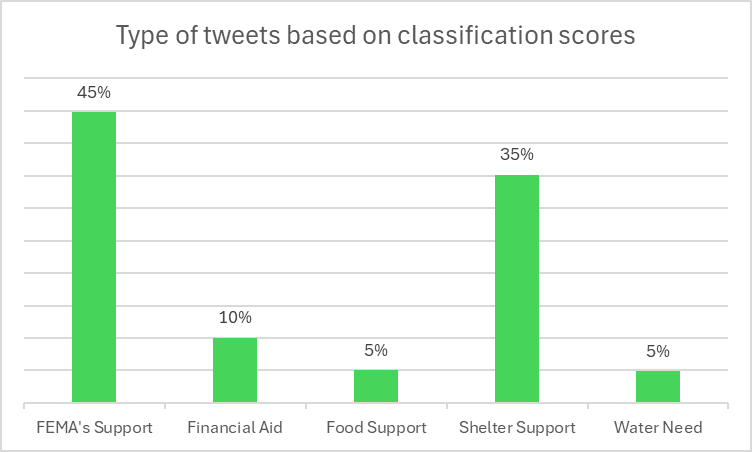 Type of tweets based on classification scores
45%
10%
5%
35%
5%
FEMA's Support
Financial Aid
Food Support
Shelter Support
Water Need